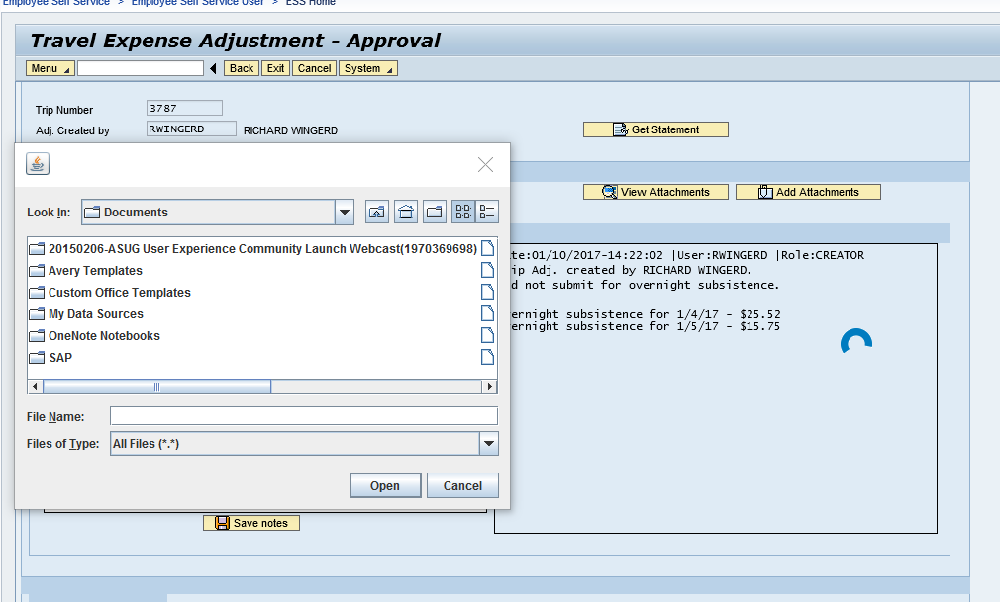 Employee Self Service > Employee Self Service User > ESS Home
Travel Expense Adjustment - Approval
Menu Back Exit Cancel System
Trip Number 3787
Adj. Created by RWINGERD RICHARD WINGERD
Get Statement
View Attachments Add Attachments
Look In: Documents
20150206-ASUG User Experience Community Launch Webcast(1970369698)
Avery Templates
Custom Office Templates
My Data Sources
OneNote Notebooks
SAP
File Name:
Files of Type: All Files (*.*)
Open Cancel
te:01/10/2017-14:22:02 |User:RWINGERD |Role:CREATOR
ip Adj. created by RICHARD WINGERD.
d not submit for overnight subsistence.
ernight subsistence for 1/4/17 - $25.52
ernight subsistence for 1/5/17 - $15.75
Save notes